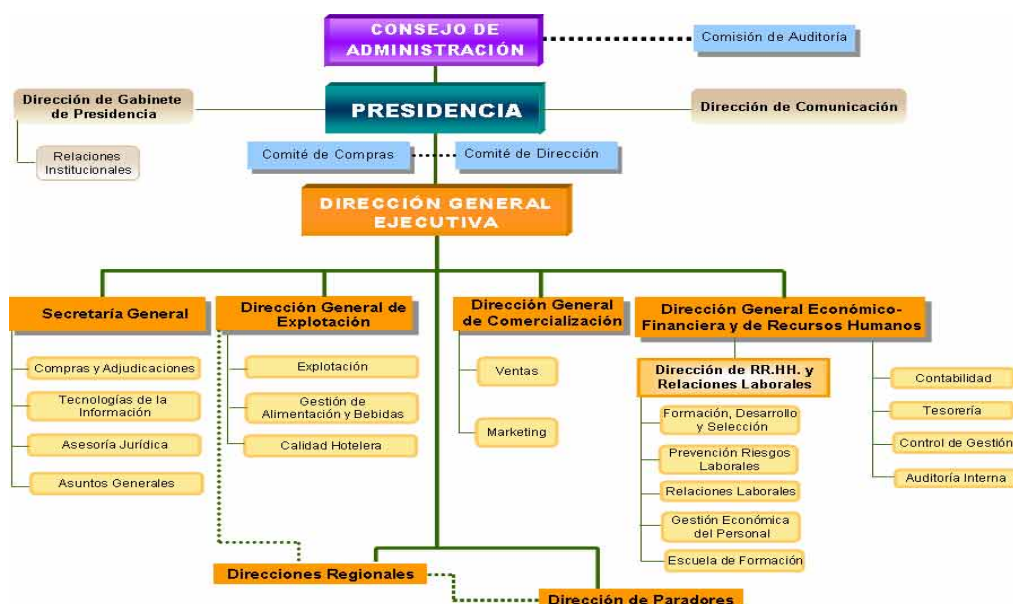 CONSEJO DE
ADMINISTRACIÓN
Comisión de Auditoría
Dirección de Gabinete
de Presidencia
PRESIDENCIA
Dirección de Comunicación
Relaciones
Institucionales
Comité de Compras
Comité de Dirección
DIRECCIÓN GENERAL
EJECUTIVA
Secretaría General
Dirección General de
Explotación
Dirección General
de Comercialización
Dirección General Económico-
Financiera y de Recursos Humanos
Compras y Adjudicaciones
Tecnologías de la
Información
Asesoría Jurídica
Asuntos Generales
Explotación
Gestión de
Alimentación y Bebidas
Calidad Hotelera
Ventas
Marketing
Dirección de RR.HH. y
Relaciones Laborales
Formación, Desarrollo
y Selección
Prevención Riesgos
Laborales
Relaciones Laborales
Gestión Económica
del Personal
Escuela de Formación
Contabilidad
Tesorería
Control de Gestión
Auditoría Interna
Direcciones Regionales
Dirección de Paradores